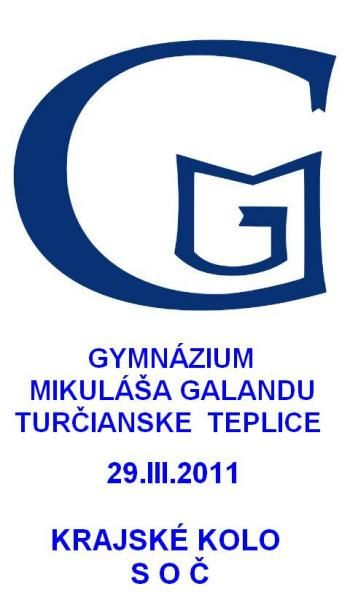 G
GYMNÁZIUM
MIKULÁŠA GALANDU
TURČIANSKE TEPLICE
29.III.2011
KRAJSKÉ KOLO
S O Č